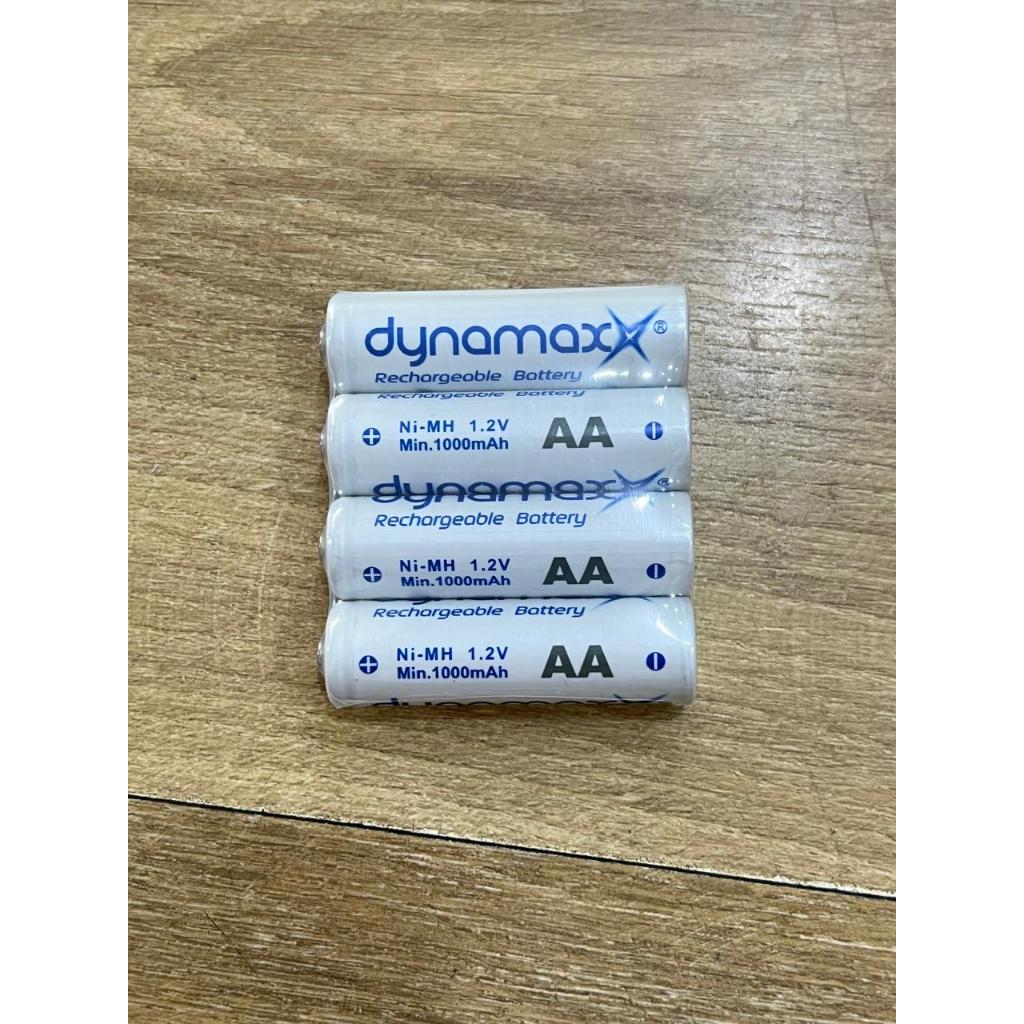 dynamaxX®
Rechargeable Battery
Rechargeable Battery
+ Ni-MH 1.2V AA -
Min.1000mAh
dynamaxX®
Rechargeable Battery
+ Ni-MH 1.2V AA -
Min.1000mAh
Rechargeable Battery
+ Ni-MH 1.2V AA -
Min.1000mAh
dynamaxX